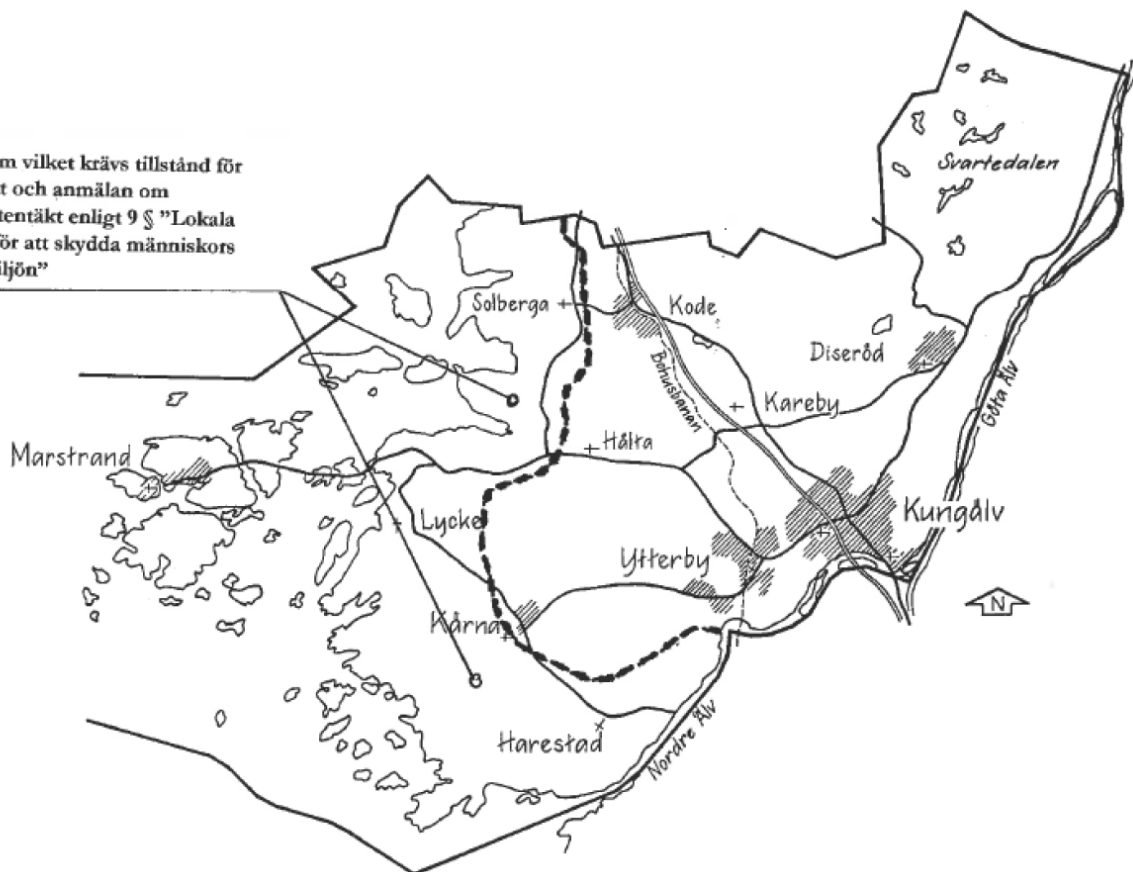 m vilket krävs tillstånd för
t och anmälan om
tentäkt enligt 9 § ”Lokala
för att skydda människors
iljön”
Svartedalen
Solberga
Kode
Diseröd
Bohusbanan
Kareby
Göta Älv
Marstrand
Hålta
Lycke
Kungälv
Ytterby
N
Kärna
Harestad
Nordre Älv